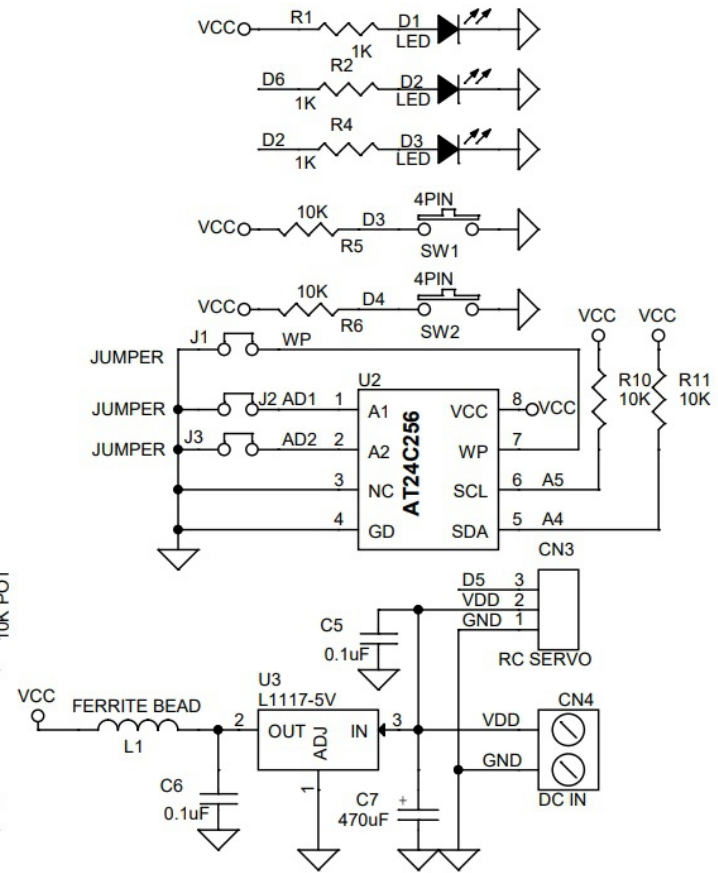 VCC R1 1K D1 LED
D6 R2 1K D2 LED
D2 R4 1K D3 LED
VCC 10K R5 D3 4PIN SW1
VCC 10K R6 D4 4PIN SW2
VCC VCC
JUMPER J1 WP
R10 10K R11 10K
U2
JUMPER J2 AD1 1 A1 VCC 8 VCC
JUMPER J3 AD2 2 A2 WP 7
AT24C256
3 NC SCL 6 A5
4 GD SDA 5 A4
CN3
D5 3
VDD 2
GND 1
RC SERVO
10K POT
C5
0.1uF
U3
L1117-5V
VCC FERRITE BEAD L1
2 OUT ADJ IN 3
1
VDD CN4
GND
DC IN
C6
0.1uF
C7 +
470uF